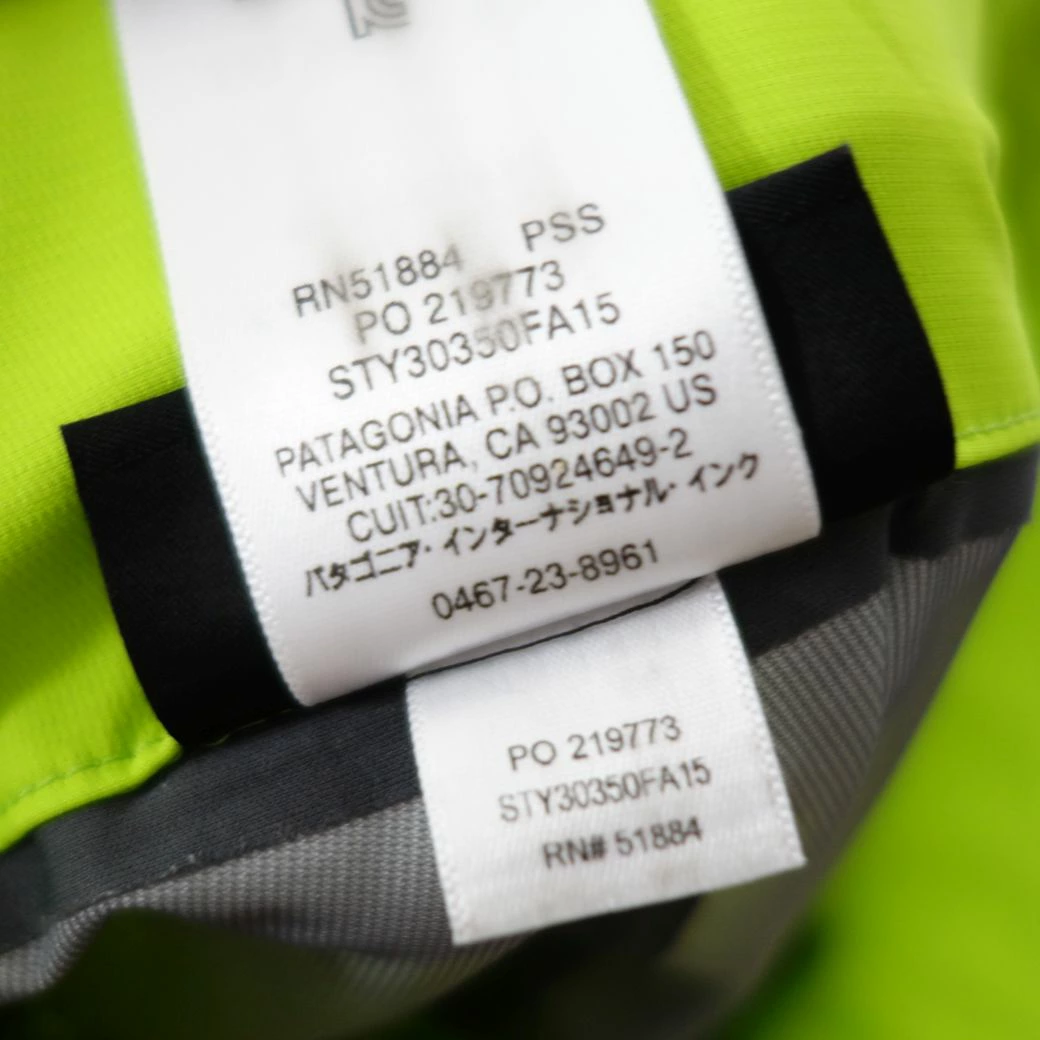 RN51884 PSS
PO 219773
STY30350FA15
PATAGONIA P.O. BOX 150
VENTURA, CA 93002 US
CUIT:30-70924649-2
パタゴニア・インターナショナル・インク
0467-23-8961
PO 219773
STY30350FA15
RN# 51884